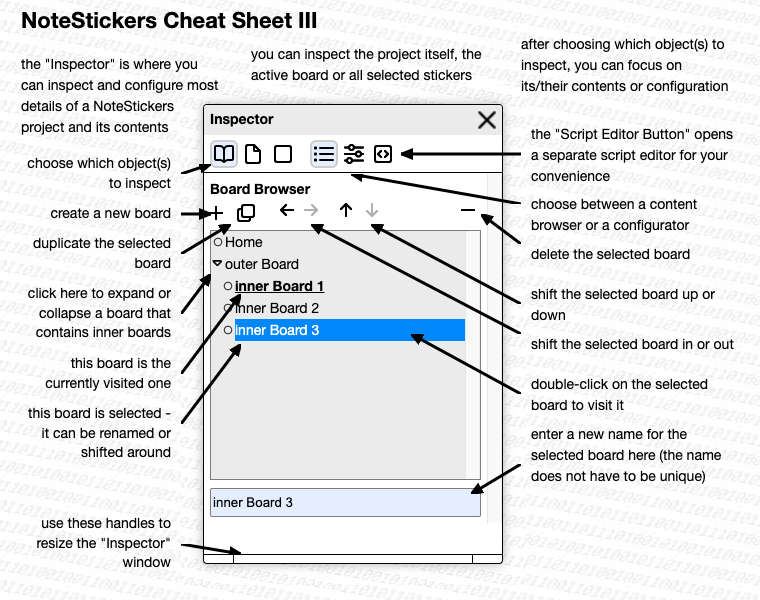 NoteStickers Cheat Sheet III
the "Inspector" is where you
can inspect and configure most
details of a NoteStickers
project and its contents
you can inspect the project itself, the
active board or all selected stickers
after choosing which object(s) to
inspect, you can focus on
its/their contents or configuration
Inspector
choose which object(s)
to inspect
the "Script Editor Button" opens
a separate script editor for your
convenience
Board Browser
create a new board
choose between a content
browser or a configurator
duplicate the selected
board
delete the selected board
Home
outer Board
inner Board 1
inner Board 2
inner Board 3
click here to expand or
collapse a board that
contains inner boards
shift the selected board up or
down
shift the selected board in or out
this board is the
currently visited one
double-click on the selected
board to visit it
this board is selected -
it can be renamed or
shifted around
enter a new name for the
selected board here (the name
does not have to be unique)
inner Board 3
use these handles to
resize the "Inspector"
window